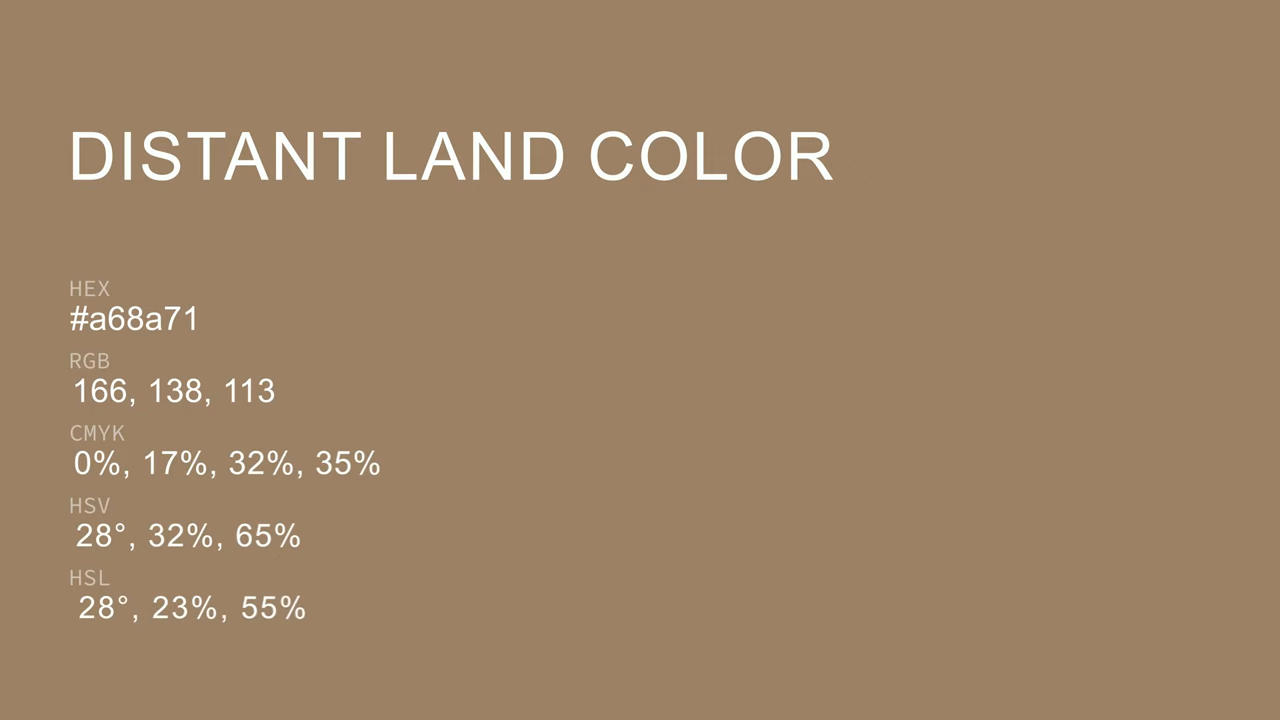 DISTANT LAND COLOR
HEX
#a68a71
RGB
166, 138, 113
CMYK
0%, 17%, 32%, 35%
HSV
28°, 32%, 65%
HSL
28°, 23%, 55%